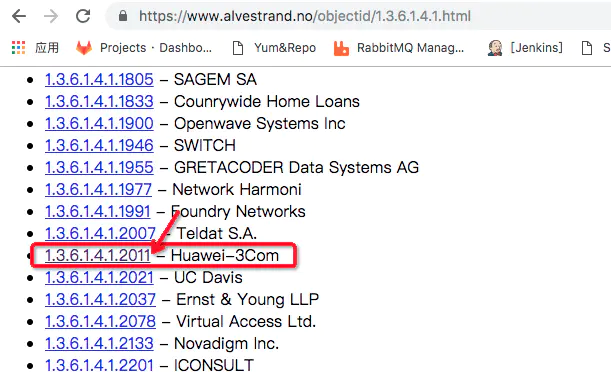 https://www.alvestrand.no/objectid/1.3.6.1.4.1.html
应用 Projects · Dashbo... Yum&Repo RabbitMQ Manag... [Jenkins]
1.3.6.1.4.1.1805 – SAGEM SA
1.3.6.1.4.1.1833 – Counrywide Home Loans
1.3.6.1.4.1.1900 – Openwave Systems Inc
1.3.6.1.4.1.1946 – SWITCH
1.3.6.1.4.1.1955 – GRETACODER Data Systems AG
1.3.6.1.4.1.1977 – Network Harmoni
1.3.6.1.4.1.1991 – Foundry Networks
1.3.6.1.4.1.2007 – Teldat S.A.
1.3.6.1.4.1.2011 – Huawei-3Com
1.3.6.1.4.1.2021 – UC Davis
1.3.6.1.4.1.2037 – Ernst & Young LLP
1.3.6.1.4.1.2078 – Virtual Access Ltd.
1.3.6.1.4.1.2133 – Novadigm Inc.
1.3.6.1.4.1.2201 – ICONSULT